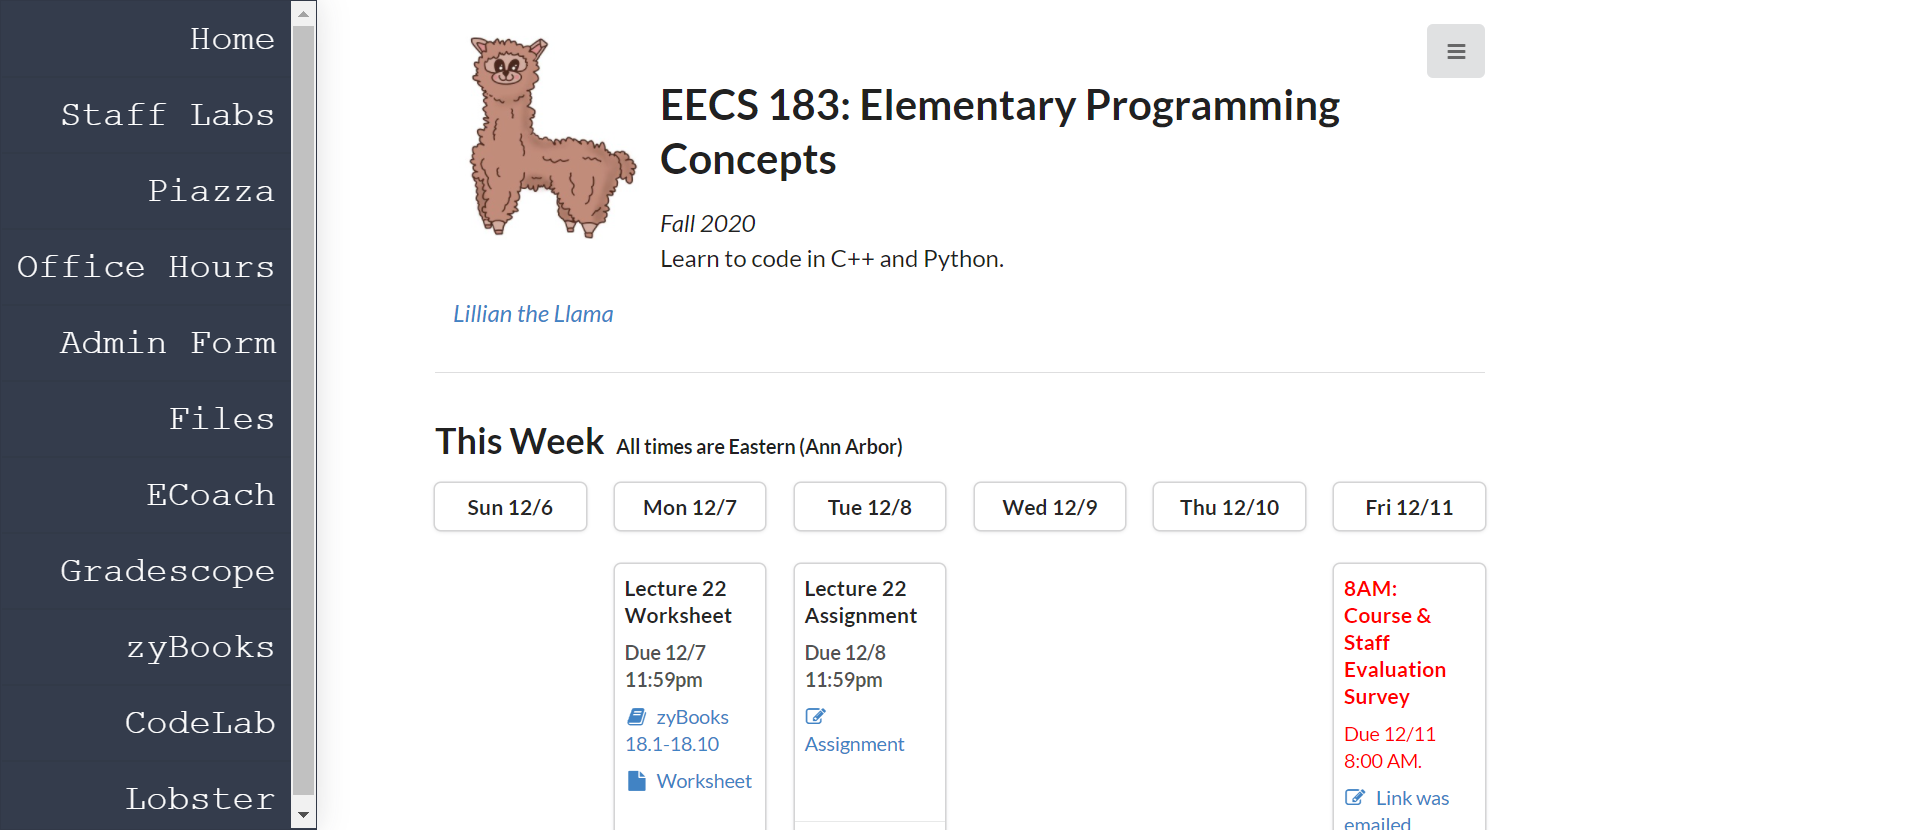 Home
Staff Labs
Piazza
Office Hours
Admin Form
Files
ECoach
Gradescope
zyBooks
CodeLab
Lobster
EECS 183: Elementary Programming
Concepts
Fall 2020
Learn to code in C++ and Python.
Lillian the Llama
This Week All times are Eastern (Ann Arbor)
Sun 12/6
Mon 12/7
Tue 12/8
Wed 12/9
Thu 12/10
Fri 12/11
Lecture 22
Worksheet
Due 12/7
11:59pm
zyBooks
18.1-18.10
Worksheet
Lecture 22
Assignment
Due 12/8
11:59pm
Assignment
8AM:
Course &
Staff
Evaluation
Survey
Due 12/11
8:00 AM.
Link was
emailed